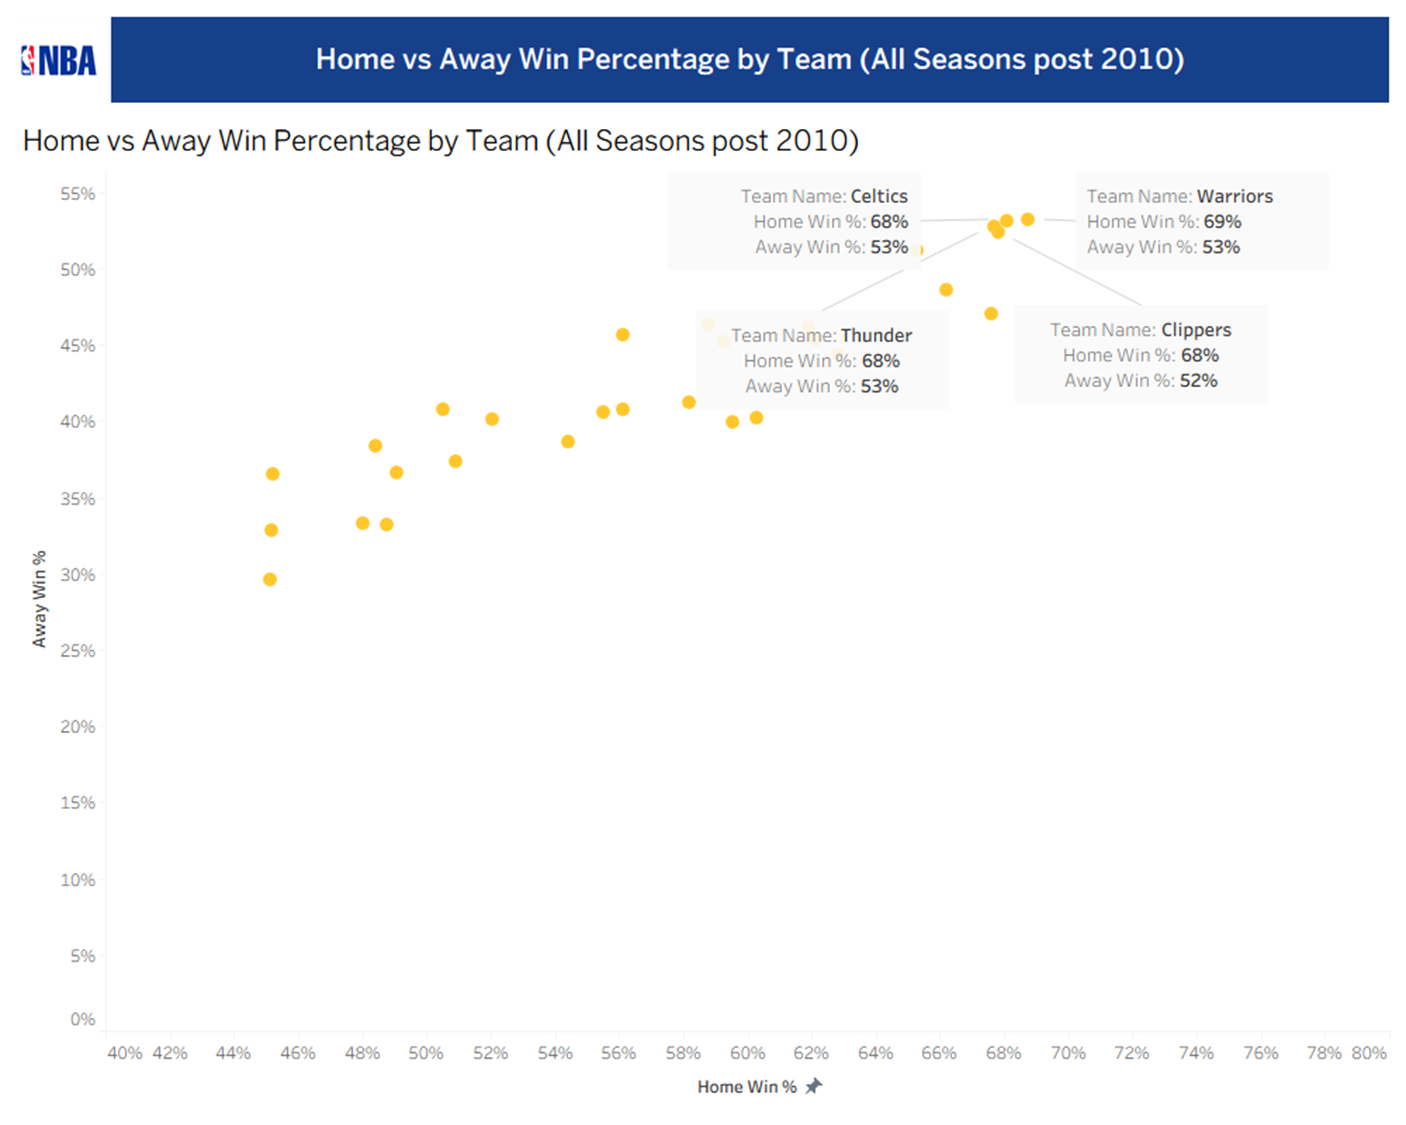 NBA
Home vs Away Win Percentage by Team (All Seasons post 2010)
Home vs Away Win Percentage by Team (All Seasons post 2010)
Team Name: Celtics
Home Win %: 68%
Away Win %: 53%
Team Name: Warriors
Home Win %: 69%
Away Win %: 53%
Team Name: Thunder
Home Win %: 68%
Away Win %: 53%
Team Name: Clippers
Home Win %: 68%
Away Win %: 52%
55%
50%
45%
40%
35%
30%
25%
20%
15%
10%
5%
0%
Away Win %
40% 42% 44% 46% 48% 50% 52% 54% 56% 58% 60% 62% 64% 66% 68% 70% 72% 74% 76% 78% 80%
Home Win %